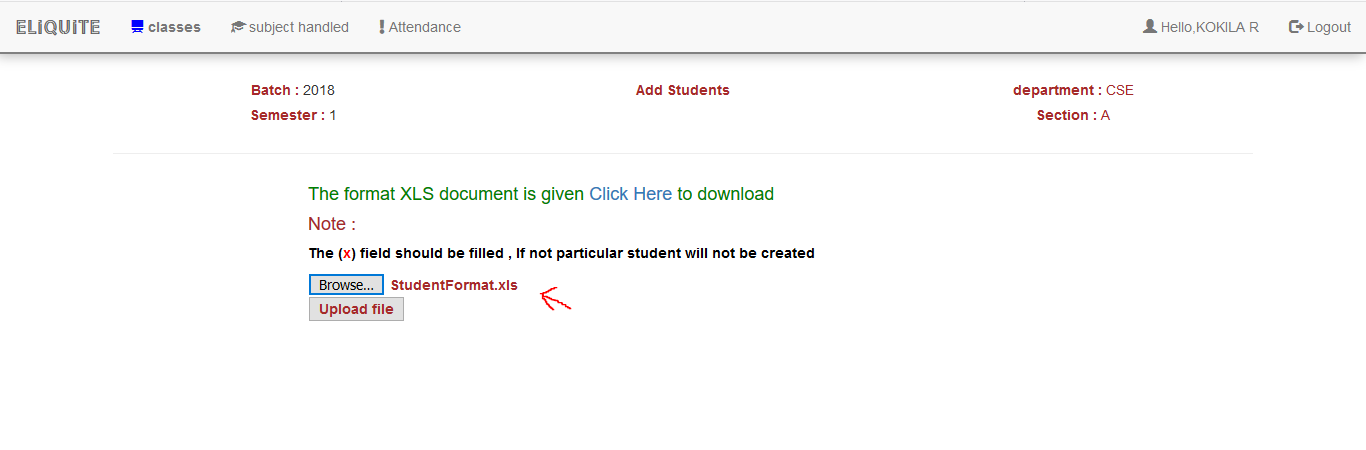 ELiQUiTE classes subject handled Attendance Hello,KOKILA R Logout
Batch : 2018 Add Students department : CSE
Semester : 1 Section : A
The format XLS document is given Click Here to download
Note :
The (x) field should be filled , If not particular student will not be created
Browse... StudentFormat.xls
Upload file